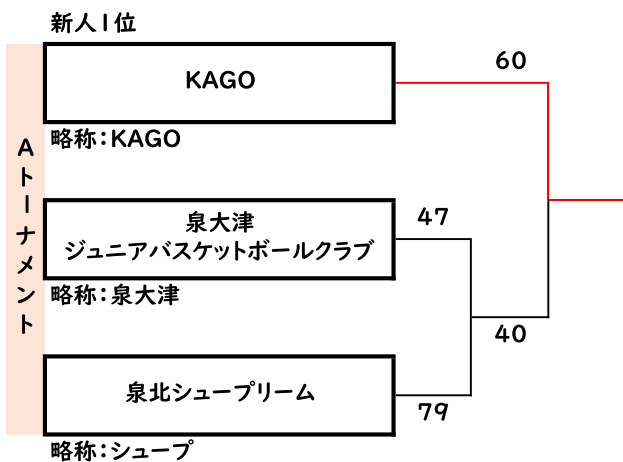 新人1位
Aトーナメント
KAGO
60
略称：KAGO
泉大津
ジュニアバスケットボールクラブ
47
略称：泉大津
40
泉北シュープリーム
79
略称：シュープ